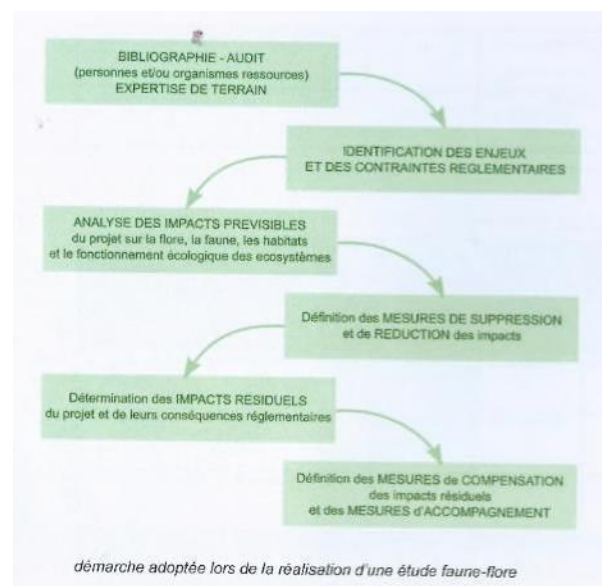 BIBLIOGRAPHIE - AUDIT
(personnes et/ou organismes ressources)
EXPERTISE DE TERRAIN
IDENTIFICATION DES ENJEUX
ET DES CONTRAINTES REGLEMENTAIRES
ANALYSE DES IMPACTS PREVISIBLES
du projet sur la flore, la faune, les habitats
et le fonctionnement écologique des ecosystèmes
Définition des MESURES DE SUPPRESSION
et de REDUCTION des impacts
Détermination des IMPACTS RESIDUELS
du projet et de leurs conséquences réglementaires
Définition des MESURES de COMPENSATION
des impacts résiduels
et des MESURES d'ACCOMPAGNEMENT
démarche adoptée lors de la réalisation d'une étude faune-flore